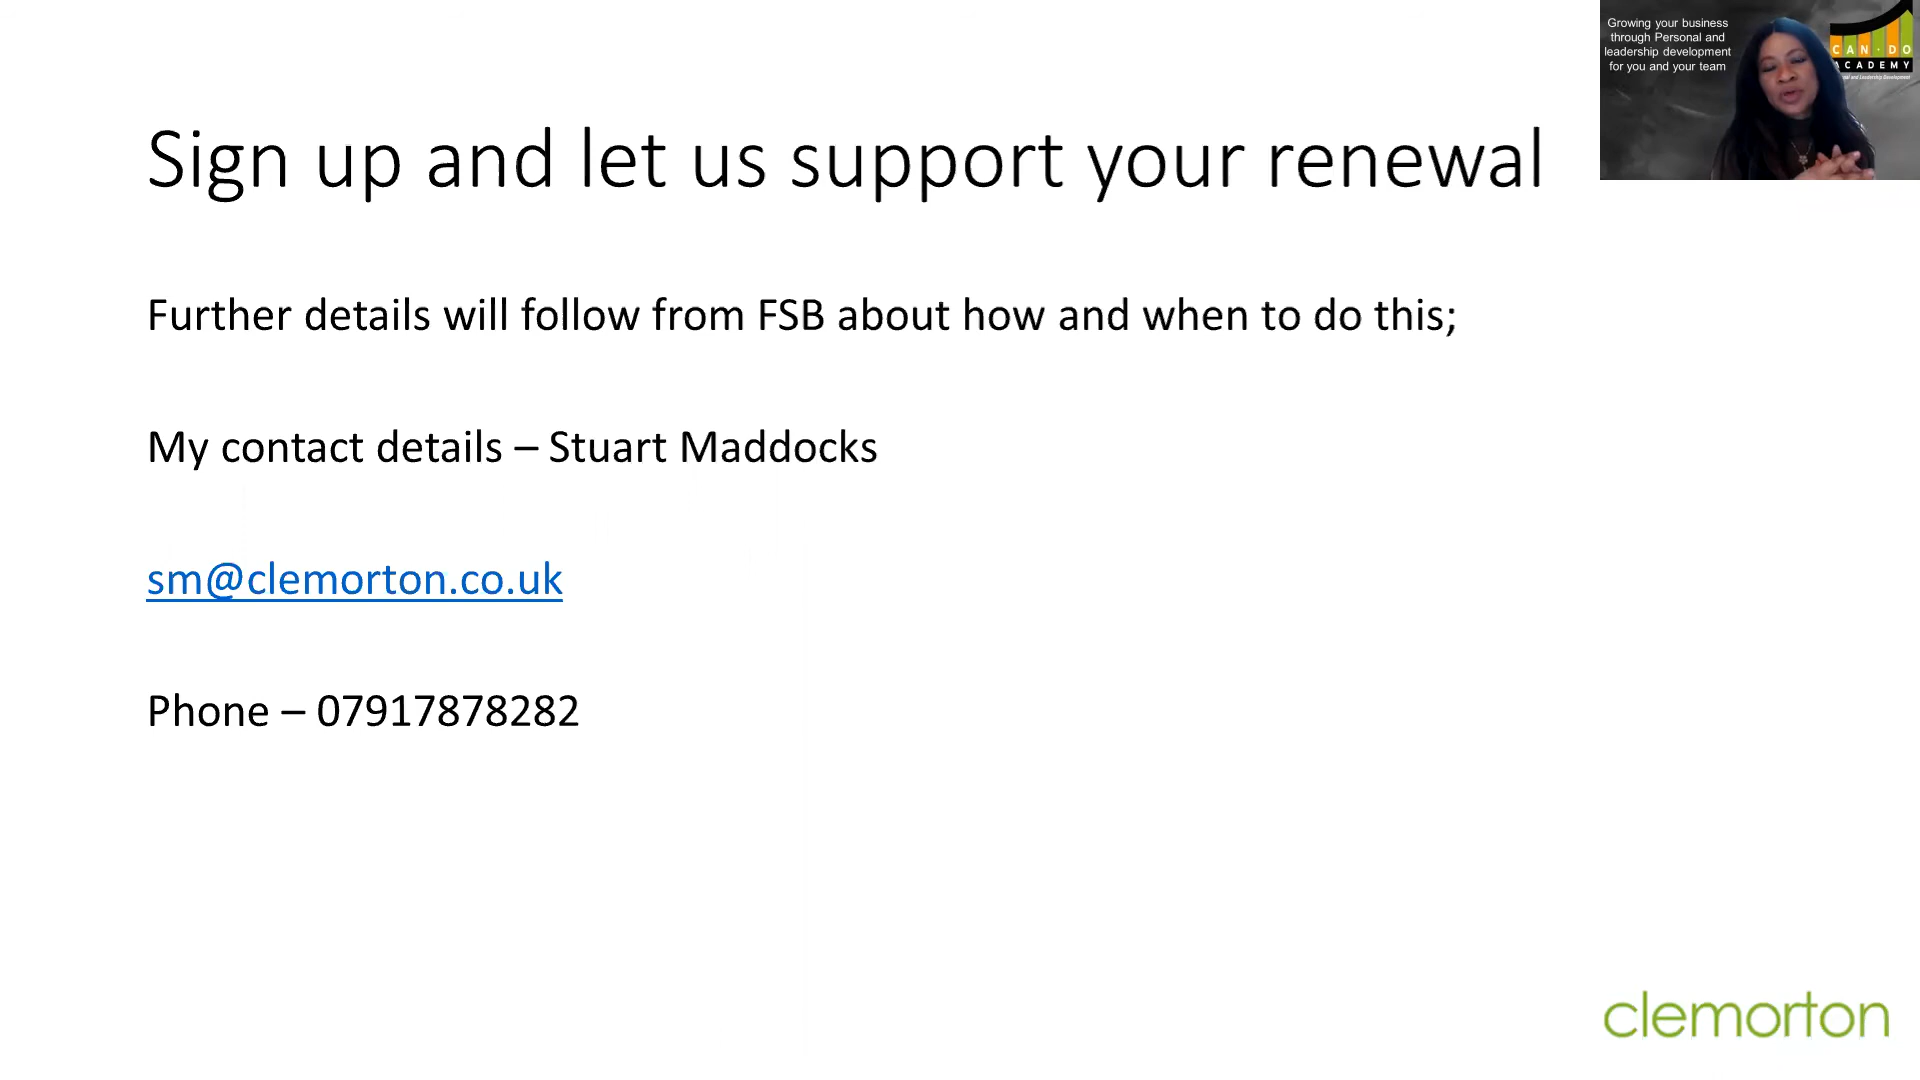 Growing your business
through Personal and
leadership development
for you and your team
CAN·DO
ACADEMY
Sign up and let us support your renewal
Further details will follow from FSB about how and when to do this;
My contact details – Stuart Maddocks
sm@clemorton.co.uk
Phone – 07917878282
clemorton